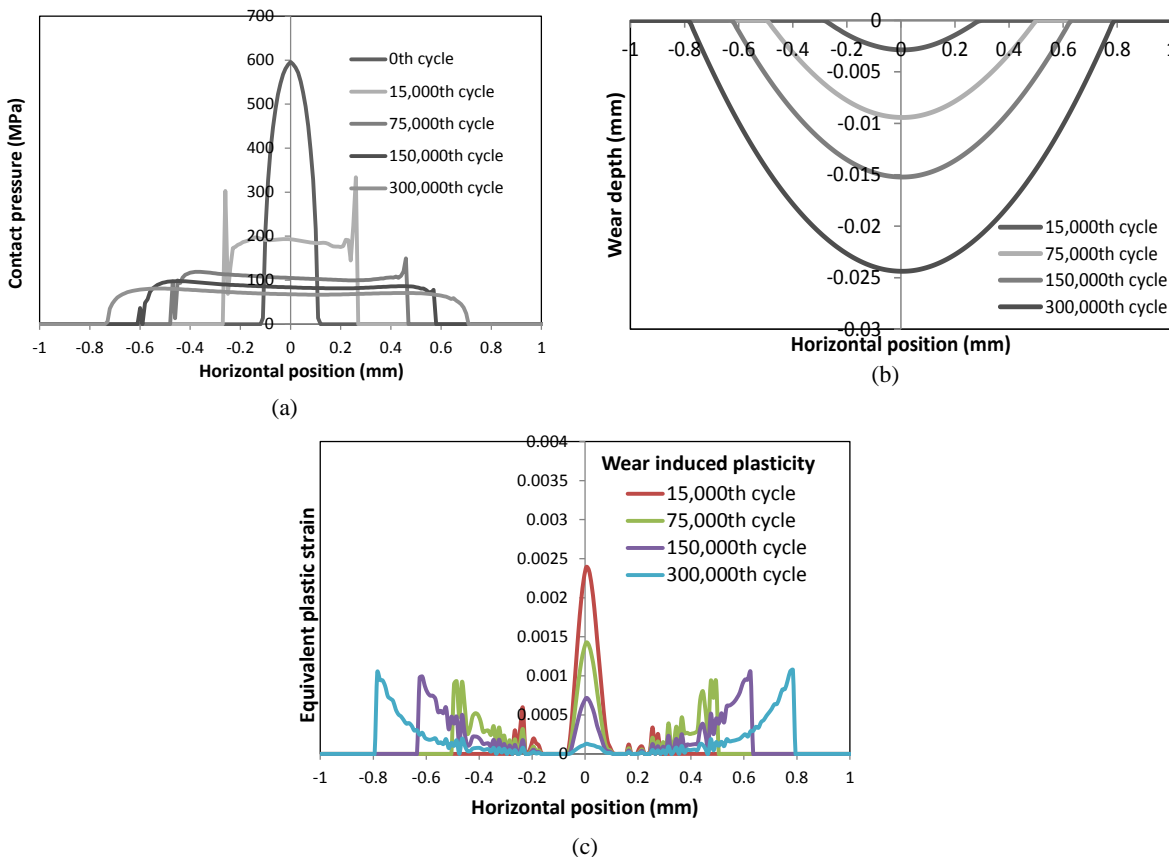 700
600
500
400
300
200
100
0
Contact pressure (MPa)
0th cycle
15,000th cycle
75,000th cycle
150,000th cycle
300,000th cycle
-1 -0.8 -0.6 -0.4 -0.2 0 0.2 0.4 0.6 0.8 1
Horizontal position (mm)
(a)
0
-1 -0.8 -0.6 -0.4 -0.2 0 0.2 0.4 0.6 0.8 1
-0.005
-0.01
-0.015
-0.02
-0.025
-0.03
Wear depth (mm)
15,000th cycle
75,000th cycle
150,000th cycle
300,000th cycle
Horizontal position (mm)
(b)
0.004
0.0035
0.003
0.0025
0.002
0.0015
0.001
0.0005
0
Equivalent plastic strain
Wear induced plasticity
15,000th cycle
75,000th cycle
150,000th cycle
300,000th cycle
-1 -0.8 -0.6 -0.4 -0.2 0 0.2 0.4 0.6 0.8 1
Horizontal position (mm)
(c)